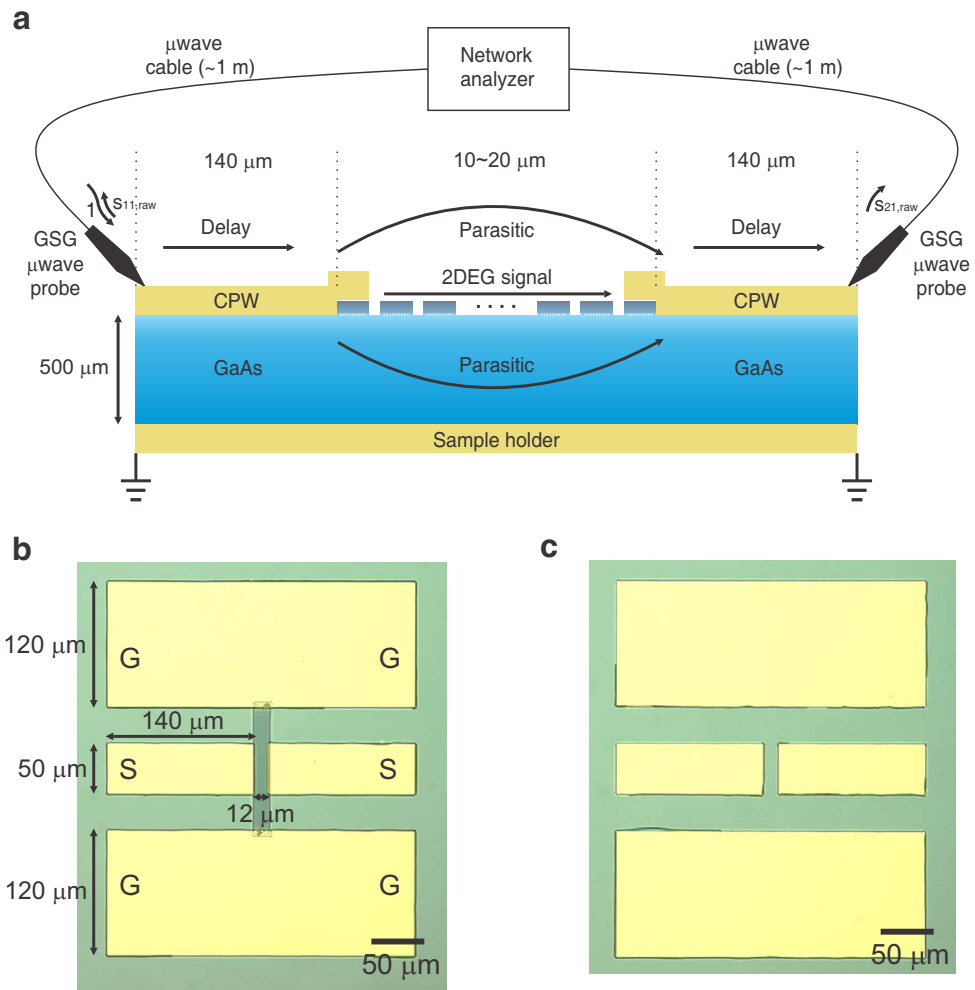 a
μwave
cable (~1 m)
Network
analyzer
μwave
cable (~1 m)
140 μm
10~20 μm
140 μm
1
S11,raw
S21,raw
Delay
Parasitic
Delay
GSG
μwave
probe
GSG
μwave
probe
2DEG signal
CPW
CPW
500 μm
GaAs
Parasitic
GaAs
Sample holder
b
c
120 μm
G
G
140 μm
50 μm
S
S
12 μm
120 μm
G
G
50 μm
50 μm